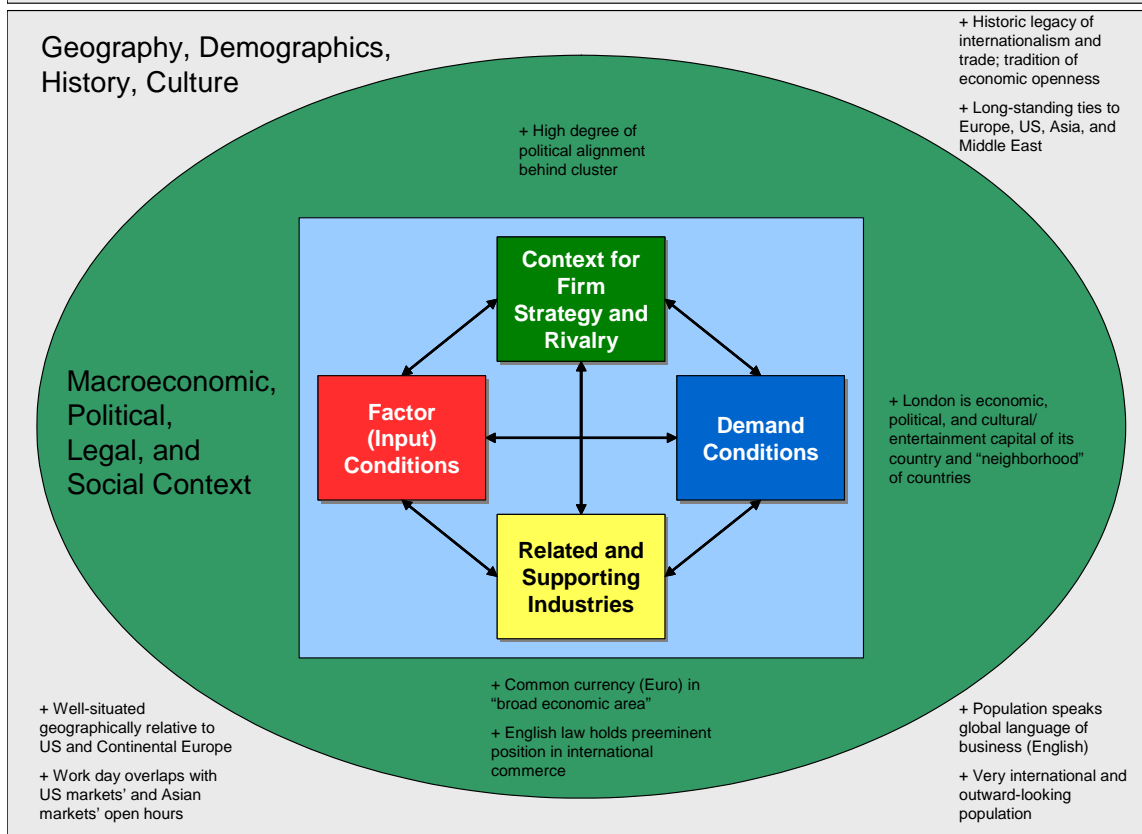 Geography, Demographics,
History, Culture
+ Historic legacy of
internationalism and
trade; tradition of
economic openness
+ Long-standing ties to
Europe, US, Asia, and
Middle East
+ High degree of
political alignment
behind cluster
Context for
Firm
Strategy and
Rivalry
Macroeconomic,
Political,
Legal, and
Social Context
Factor
(Input)
Conditions
Demand
Conditions
+ London is economic,
political, and cultural/
entertainment capital of its
country and “neighborhood”
of countries
Related and
Supporting
Industries
+ Common currency (Euro) in
“broad economic area”
+ English law holds preeminent
position in international
commerce
+ Well-situated
geographically relative to
US and Continental Europe
+ Work day overlaps with
US markets’ and Asian
markets’ open hours
+ Population speaks
global language of
business (English)
+ Very international and
outward-looking
population